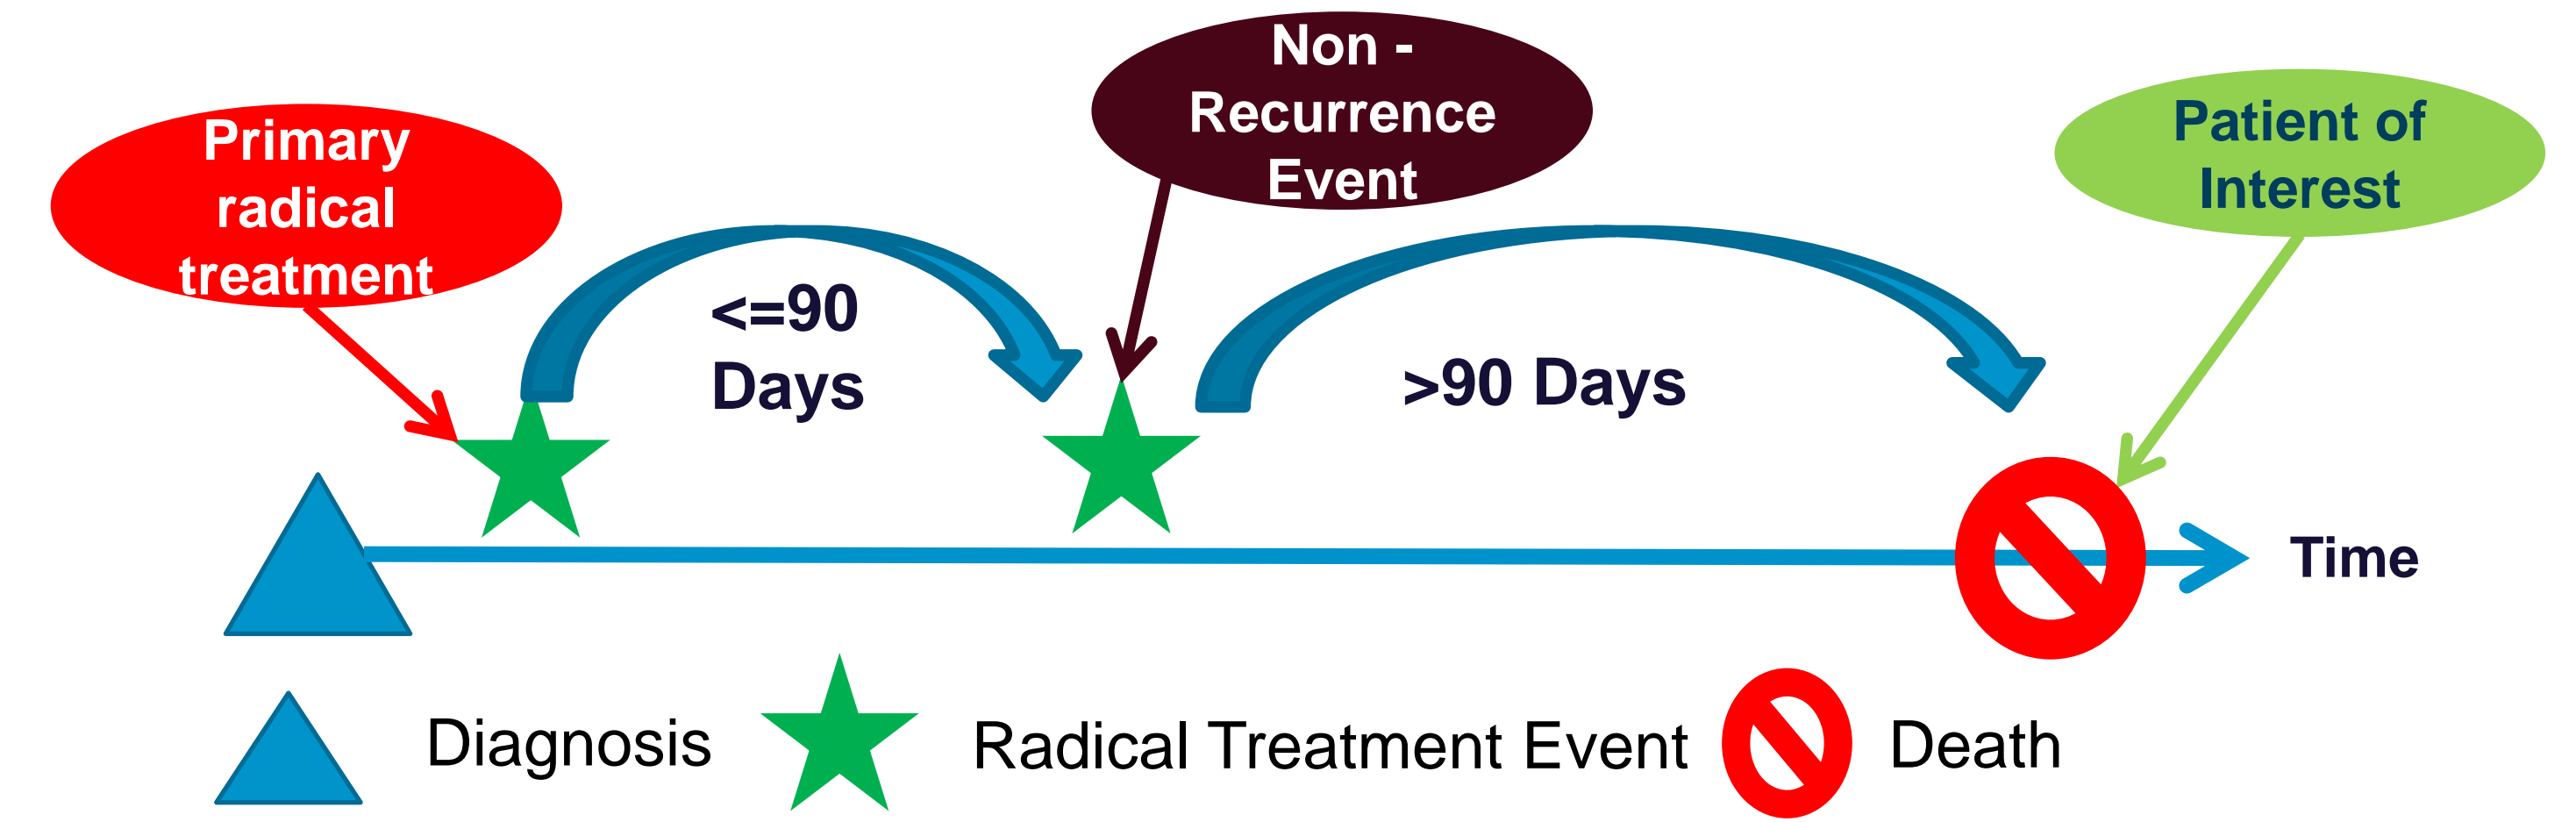 Primary
radical
treatment
Non -
Recurrence
Event
Patient of
Interest
<=90
Days
>90 Days
Time
Diagnosis
Radical Treatment Event
Death